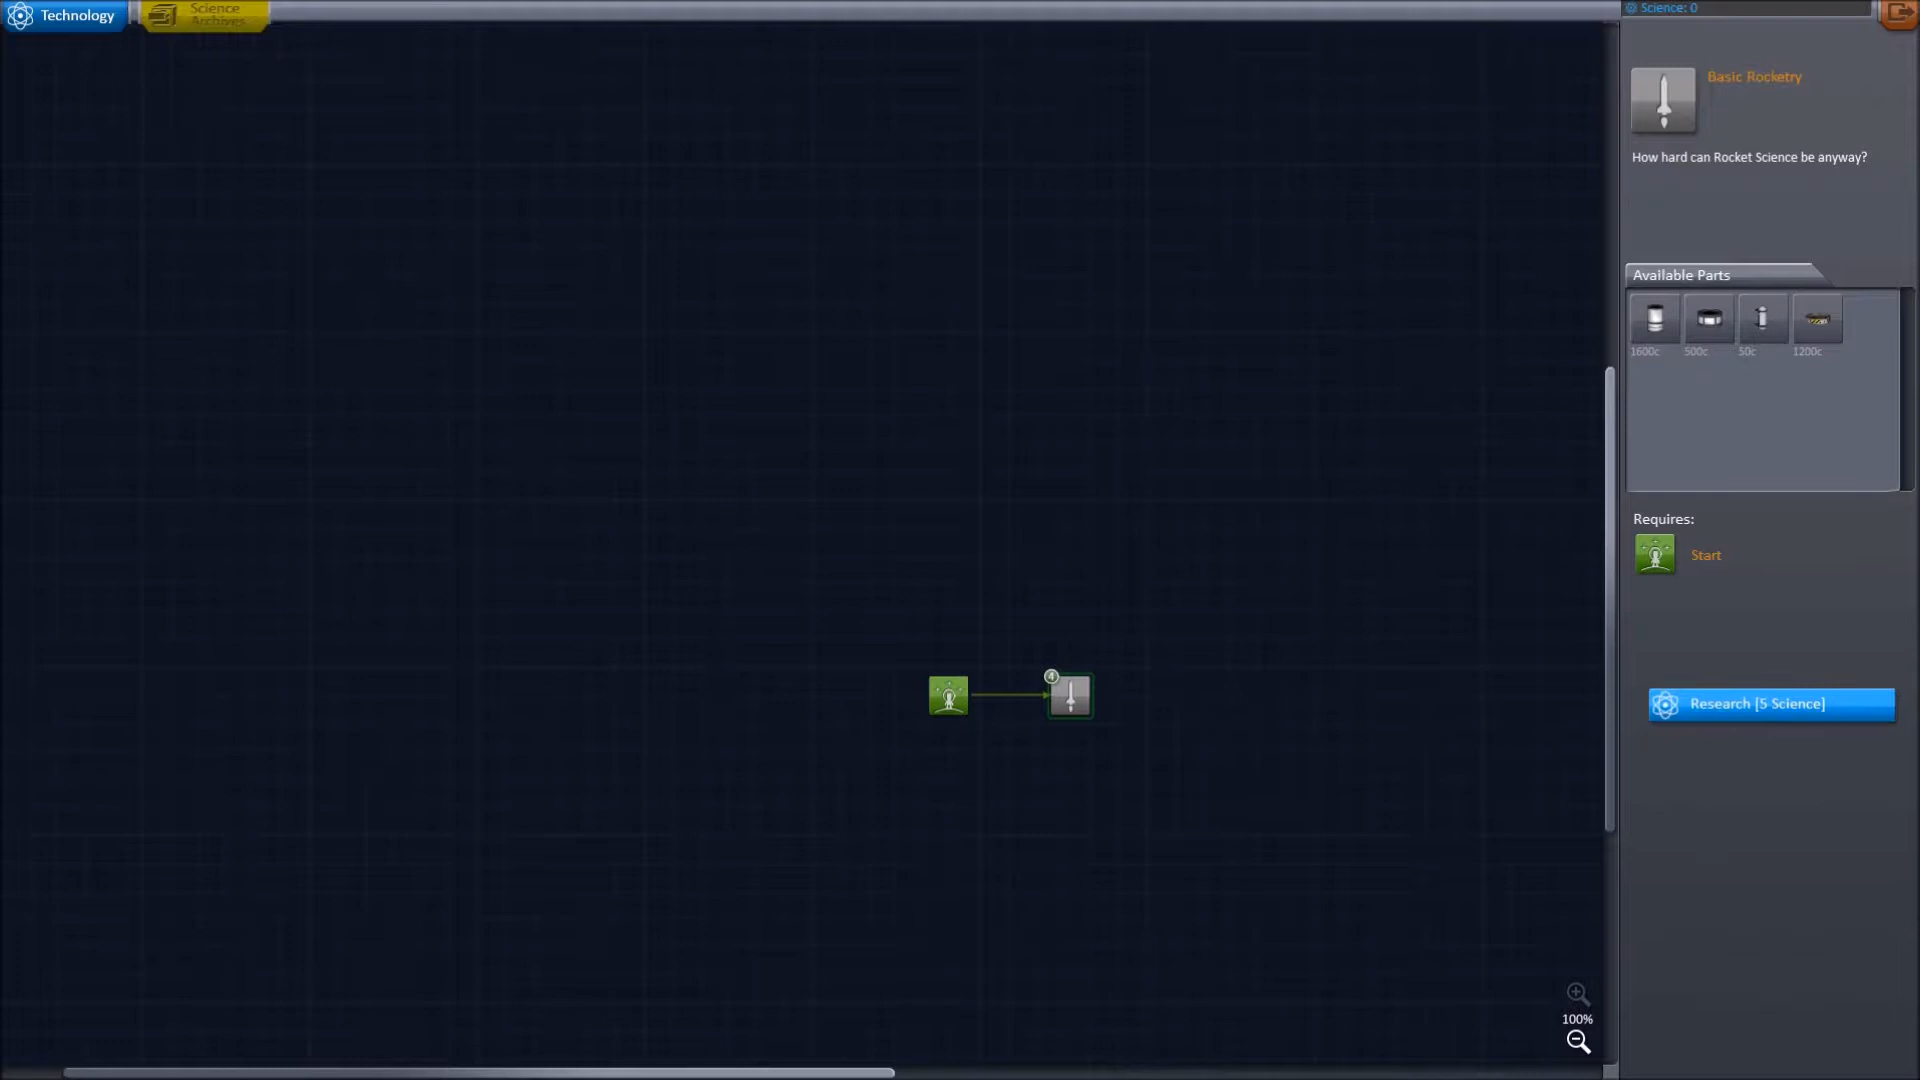 Technology
Science
Archives
Science: 0
Basic Rocketry
How hard can Rocket Science be anyway?
Available Parts
1600c 500c 50c 1200c
Requires:
Start
4
Research [5 Science]
100%